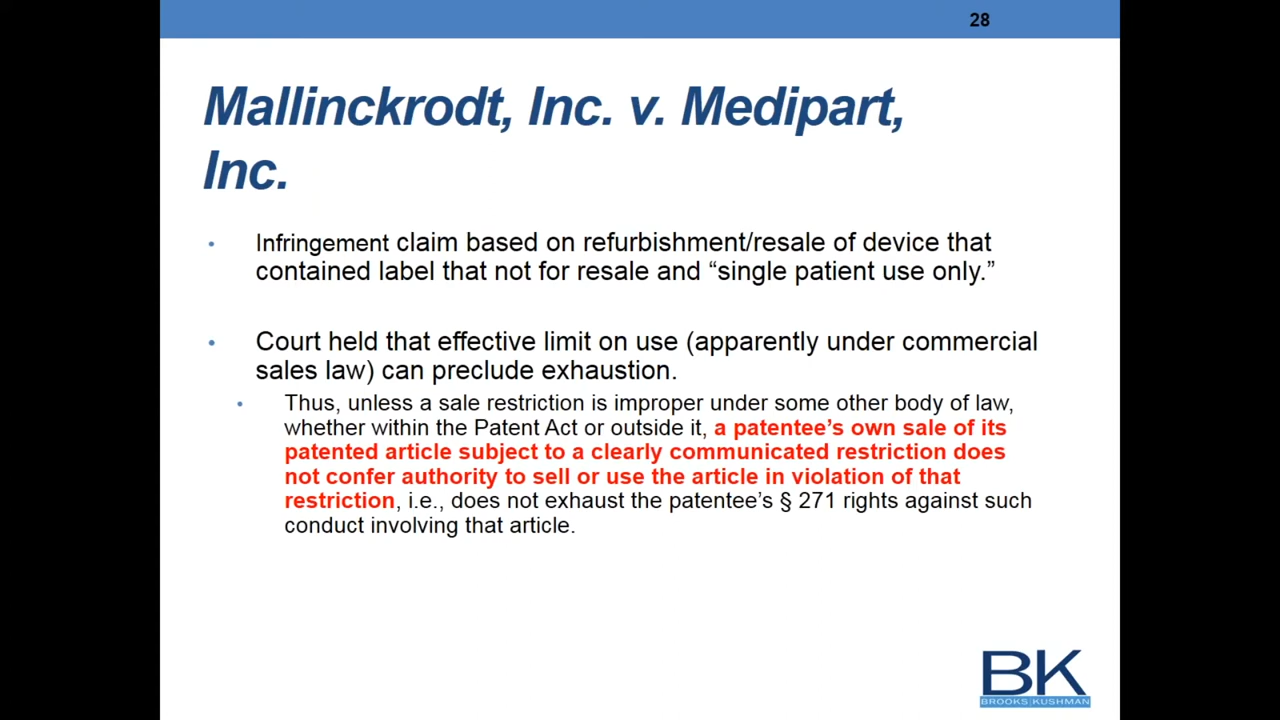 28
Mallinckrodt, Inc. v. Medipart,
Inc.
• Infringement claim based on refurbishment/resale of device that
contained label that not for resale and “single patient use only.”
• Court held that effective limit on use (apparently under commercial
sales law) can preclude exhaustion.
• Thus, unless a sale restriction is improper under some other body of law,
whether within the Patent Act or outside it, a patentee’s own sale of its
patented article subject to a clearly communicated restriction does
not confer authority to sell or use the article in violation of that
restriction, i.e., does not exhaust the patentee’s § 271 rights against such
conduct involving that article.
BK
BROOKS|KUSHMAN